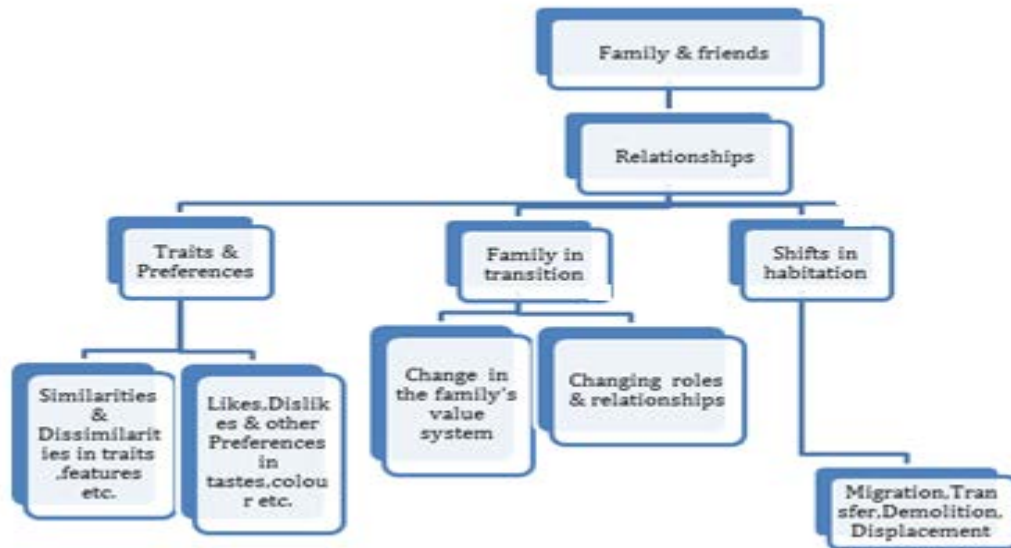 Family & friends
Relationships
Traits &
Preferences
Family in
transition
Shifts in
habitation
Similarities
&
Dissimilarit
ies in traits
,features
etc.
Likes,Dislik
es & other
Preferences
in
tastes,colou
r etc.
Change in
the family's
value
system
Changing roles
& relationships
Migration,Tran
sfer,Demolition,
Displacement